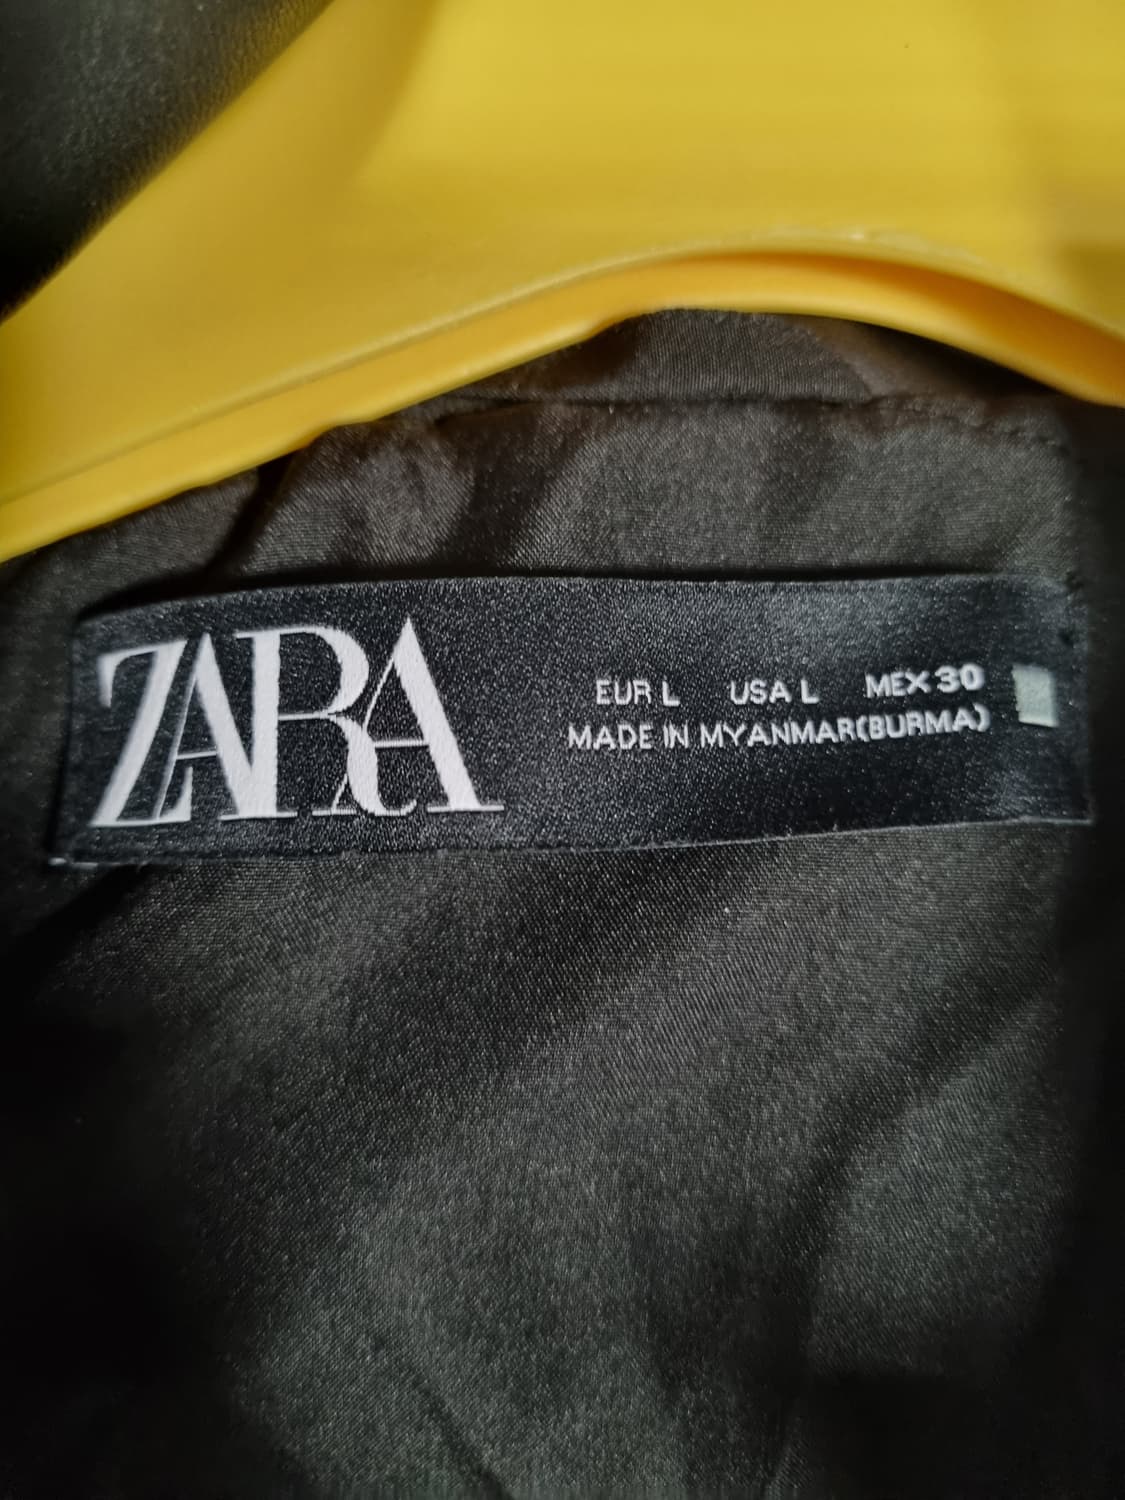 ZARA
EUR L USA L MEX 30
MADE IN MYANMAR(BURMA)